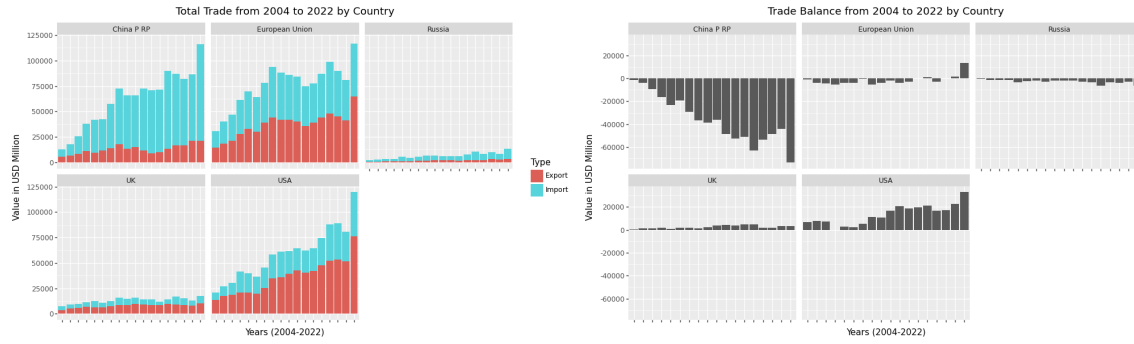 Total Trade from 2004 to 2022 by Country
China P RP
European Union
Russia
125000
100000
75000
50000
25000
0
UK
USA
125000
100000
75000
50000
25000
0
Value in USD Million
Years (2004-2022)
Type
Export
Import
Trade Balance from 2004 to 2022 by Country
China P RP
European Union
Russia
20000
0
-20000
-40000
-60000
UK
USA
20000
0
-20000
-40000
-60000
Value in USD Million
Years (2004-2022)